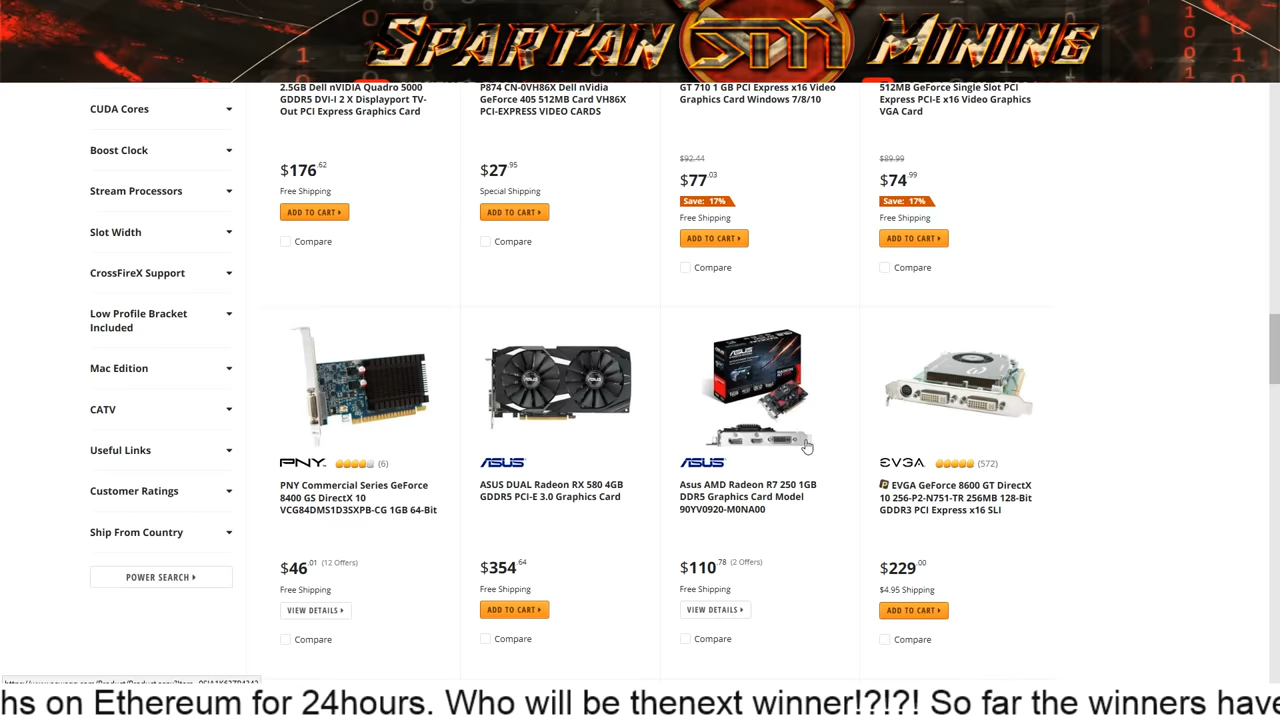 SPARTAN SM MINING
CUDA Cores
Boost Clock
Stream Processors
Slot Width
CrossFireX Support
Low Profile Bracket
Included
Mac Edition
CATV
Useful Links
Customer Ratings
Ship From Country
POWER SEARCH
2.5GB Dell nVIDIA Quadro 5000
GDDR5 DVI-I 2 X Displayport TV-
Out PCI Express Graphics Card
$176.62
Free Shipping
ADD TO CART
Compare
P874 CN-0VH86X Dell nVidia
GeForce 405 512MB Card VH86X
PCI-EXPRESS VIDEO CARDS
$27.95
Special Shipping
ADD TO CART
Compare
GT 710 1 GB PCI Express x16 Video
Graphics Card Windows 7/8/10
$92.44
$77.03
Save: 17%
Free Shipping
ADD TO CART
Compare
512MB GeForce Single Slot PCI
Express PCI-E x16 Video Graphics
VGA Card
$89.99
$74.99
Save: 17%
Free Shipping
ADD TO CART
Compare
PNY (6)
PNY Commercial Series GeForce
8400 GS DirectX 10
VCG84DMS1D3SXPB-CG 1GB 64-Bit
$46.01 (12 Offers)
Free Shipping
VIEW DETAILS
Compare
ASUS
ASUS DUAL Radeon RX 580 4GB
GDDR5 PCI-E 3.0 Graphics Card
$354.64
Free Shipping
ADD TO CART
Compare
ASUS
ASUS
Asus AMD Radeon R7 250 1GB
DDR5 Graphics Card Model
90YV0920-M0NA00
$110.78 (2 Offers)
Free Shipping
VIEW DETAILS
Compare
EVGA (572)
EVGA GeForce 8600 GT DirectX
10 256-P2-N751-TR 256MB 128-Bit
GDDR3 PCI Express x16 SLI
$229.00
$4.95 Shipping
ADD TO CART
Compare
hs on Ethereum for 24hours. Who will be thenext winner!?!?! So far the winners have